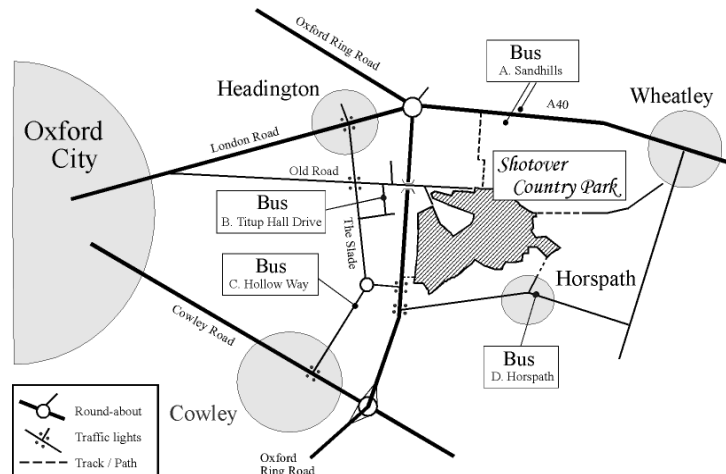 Oxford Ring Road
Bus
A. Sandhills
Headington
A40
Wheatley
Oxford
City
London Road
Old Road
Shotover
Country Park
Bus
B. Titup Hall Drive
The Slade
Bus
C. Hollow Way
Horspath
Cowley Road
Bus
D. Horspath
Cowley
Round-about
Traffic lights
Track / Path
Oxford
Ring Road